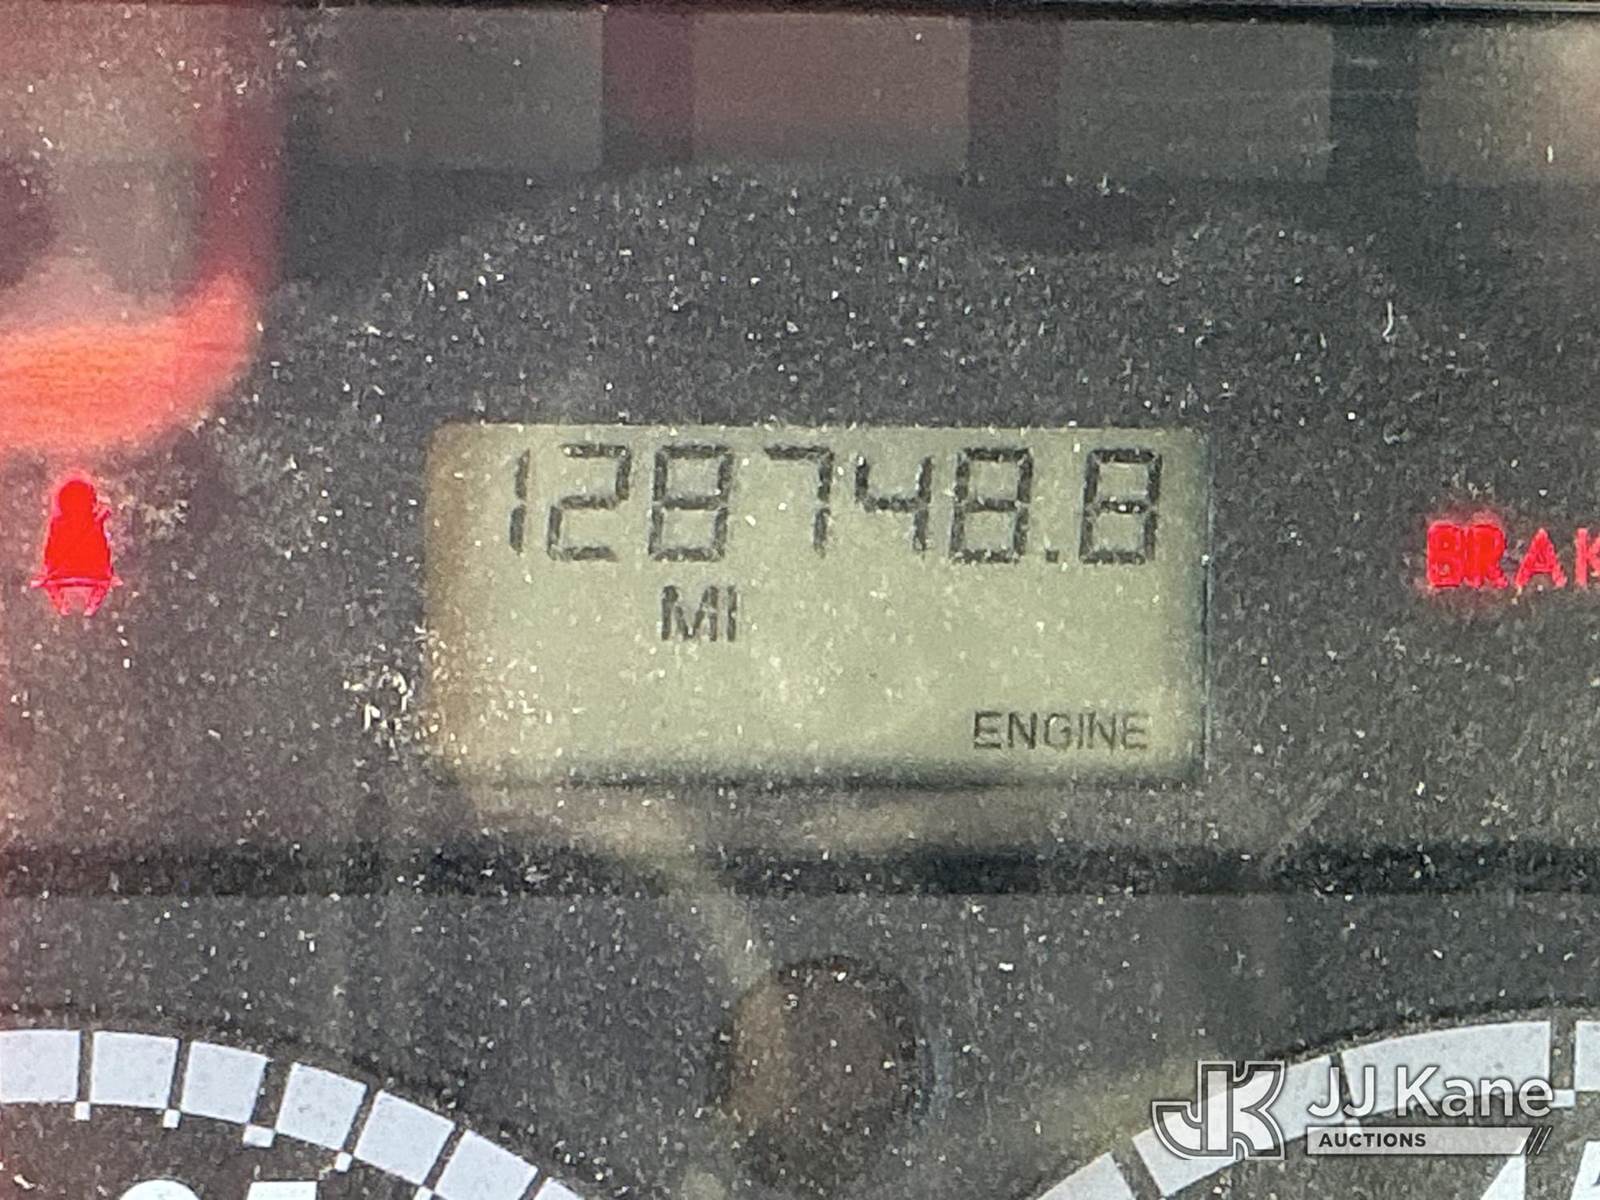 128748.8
MI
BRAK
ENGINE
JJ Kane
AUCTIONS